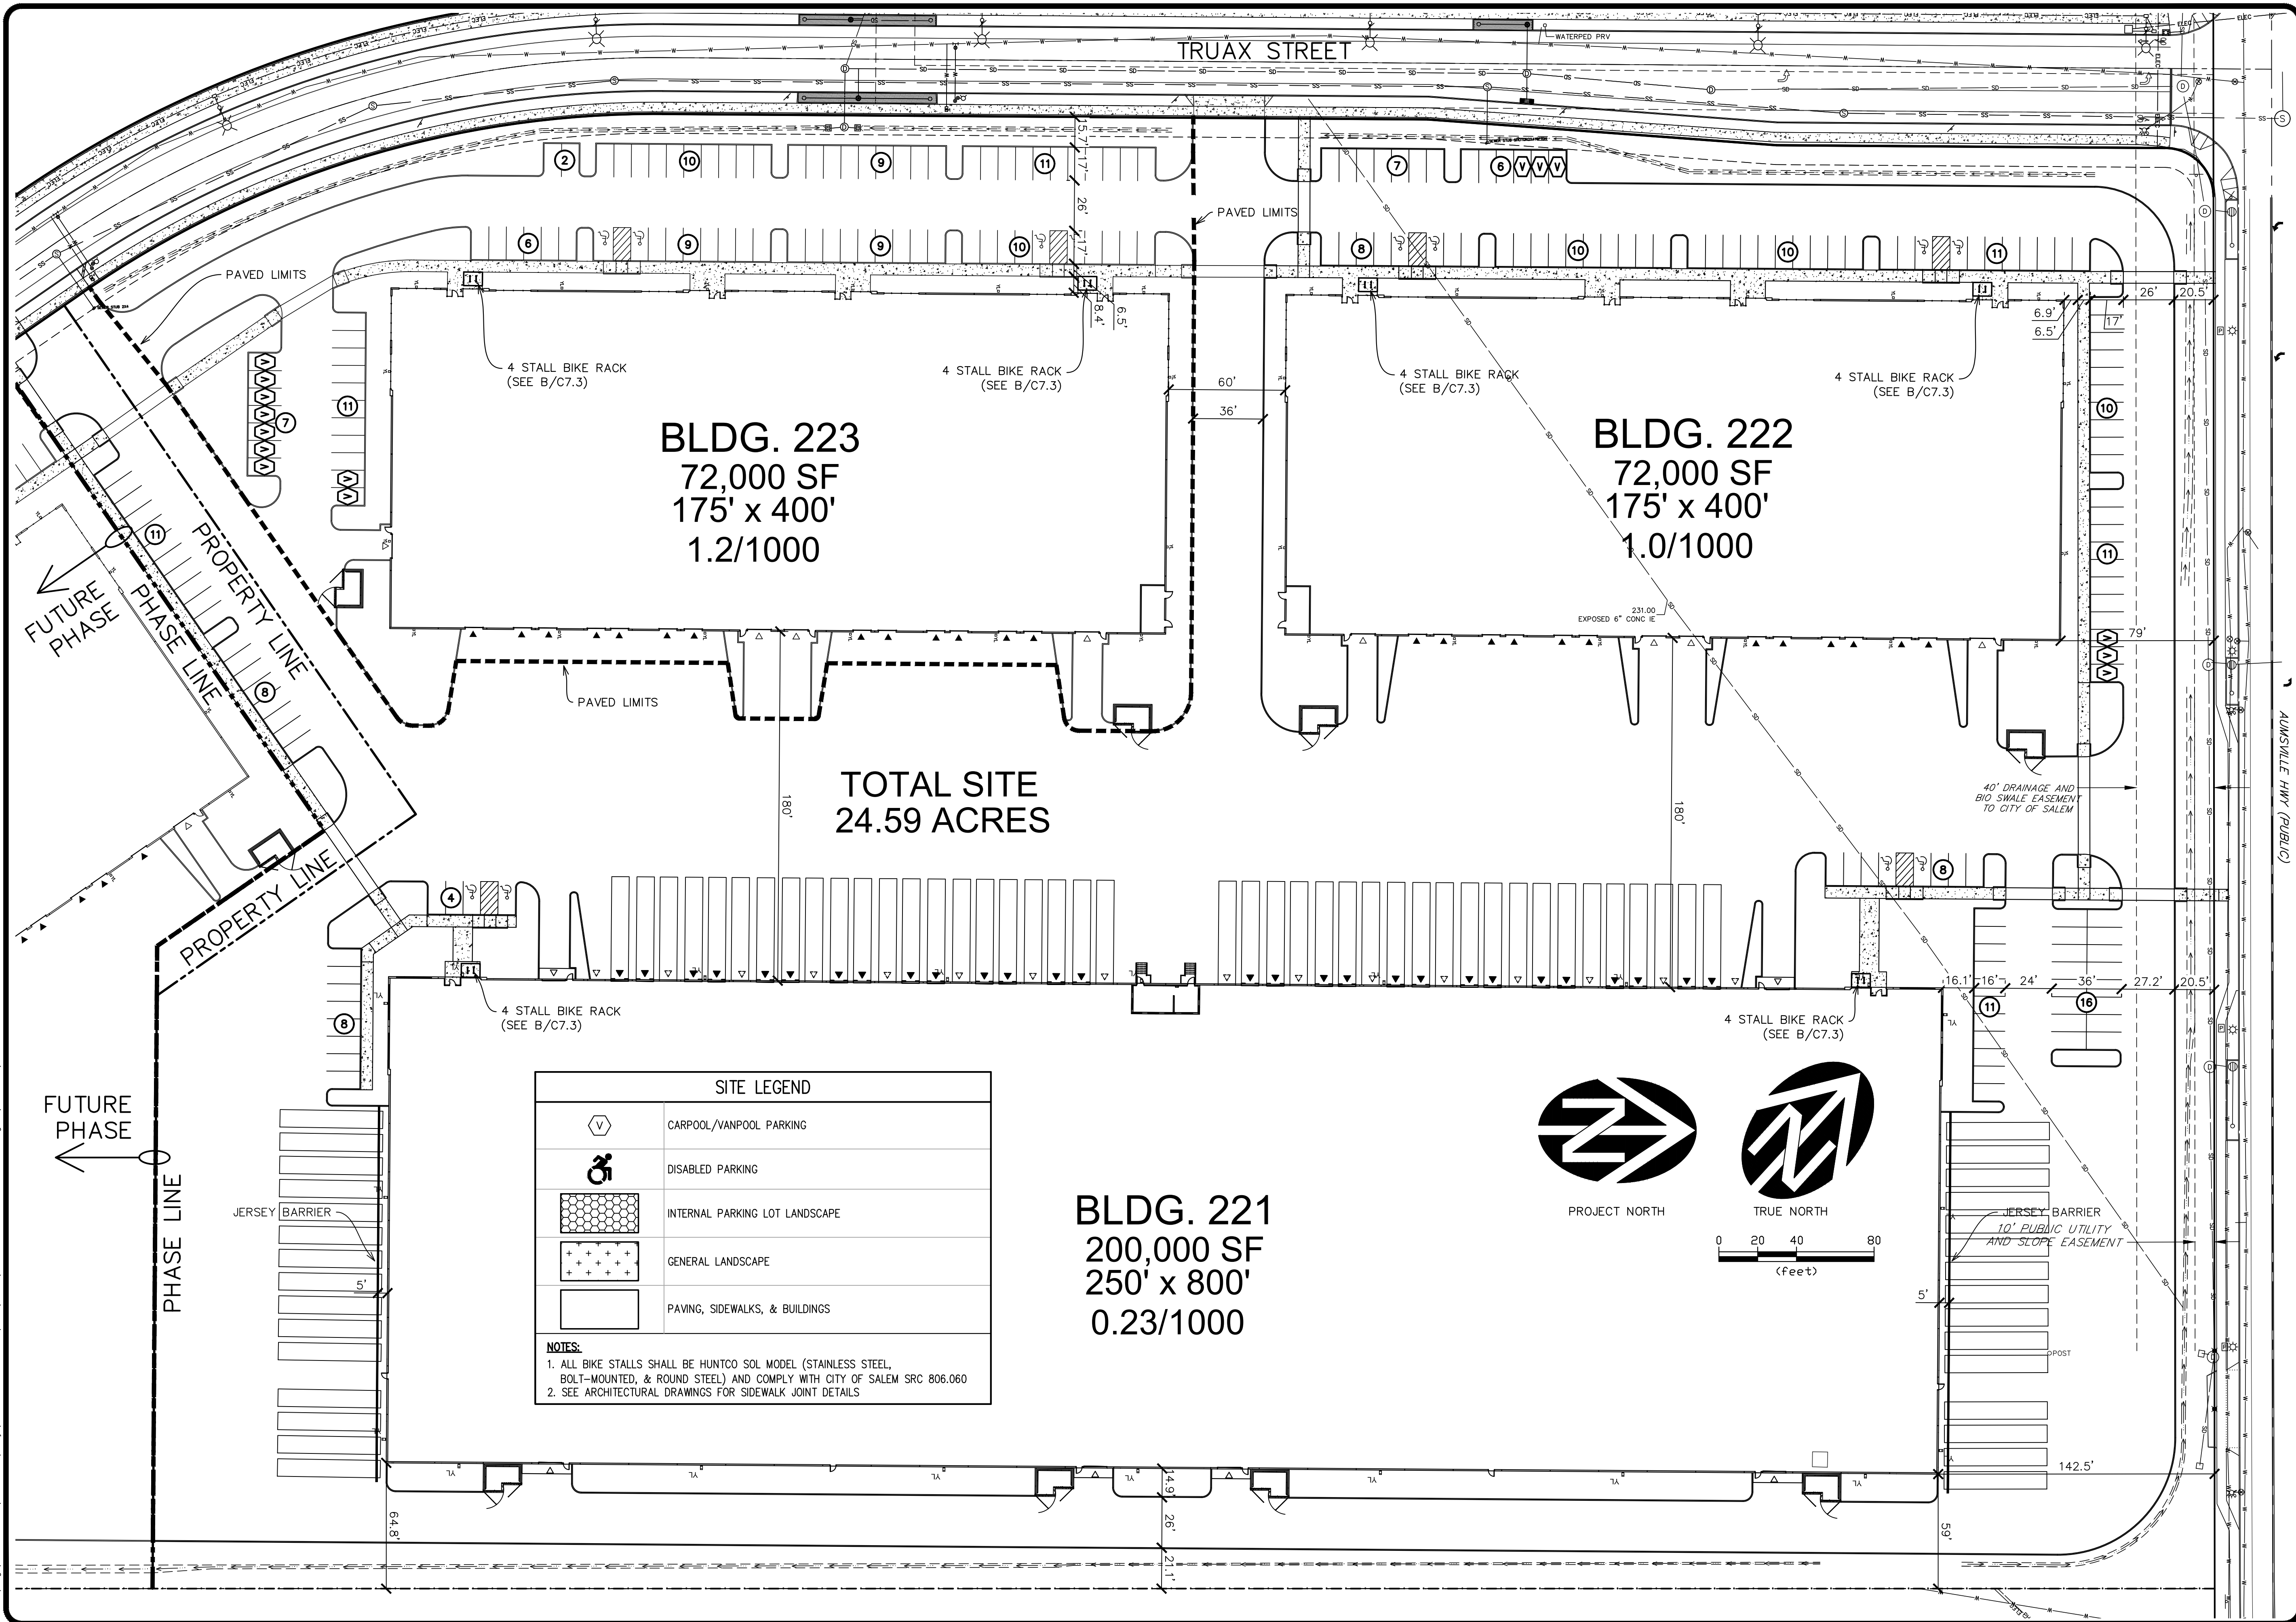 TRUAX STREET
WATERPED PRV
2
10
9
11
7
6
V V V
15.7'
17'
26'
17'
PAVED LIMITS
6
9
9
10
8
10
10
11
PAVED LIMITS
8.4'
6.5'
26'
20.5'
6.9'
6.5'
17'
4 STALL BIKE RACK
(SEE B/C7.3)
4 STALL BIKE RACK
(SEE B/C7.3)
4 STALL BIKE RACK
(SEE B/C7.3)
4 STALL BIKE RACK
(SEE B/C7.3)
60'
36'
V V V V V V V
7
11
V V
10
11
V V V
BLDG. 223
72,000 SF
175' x 400'
1.2/1000
BLDG. 222
72,000 SF
175' x 400'
1.0/1000
231.00
EXPOSED 6" CONC IE
79'
11
8
PROPERTY LINE
PHASE LINE
FUTURE
PHASE
PAVED LIMITS
180'
180'
TOTAL SITE
24.59 ACRES
40' DRAINAGE AND
BIO SWALE EASEMENT
TO CITY OF SALEM
AUMSVILLE HWY (PUBLIC)
PROPERTY LINE
4
8
8
4 STALL BIKE RACK
(SEE B/C7.3)
4 STALL BIKE RACK
(SEE B/C7.3)
16.1'
16'
24'
36'
27.2'
20.5'
11
16
FUTURE
PHASE
PHASE LINE
JERSEY BARRIER
5'
SITE LEGEND
V
CARPOOL/VANPOOL PARKING
DISABLED PARKING
INTERNAL PARKING LOT LANDSCAPE
GENERAL LANDSCAPE
PAVING, SIDEWALKS, & BUILDINGS
NOTES:
1. ALL BIKE STALLS SHALL BE HUNTCO SOL MODEL (STAINLESS STEEL,
BOLT-MOUNTED, & ROUND STEEL) AND COMPLY WITH CITY OF SALEM SRC 806.060
2. SEE ARCHITECTURAL DRAWINGS FOR SIDEWALK JOINT DETAILS
BLDG. 221
200,000 SF
250' x 800'
0.23/1000
PROJECT NORTH
TRUE NORTH
0 20 40 80
(feet)
JERSEY BARRIER
10' PUBLIC UTILITY
AND SLOPE EASEMENT
5'
POST
142.5'
64.8'
14.9'
26'
21.1'
59'